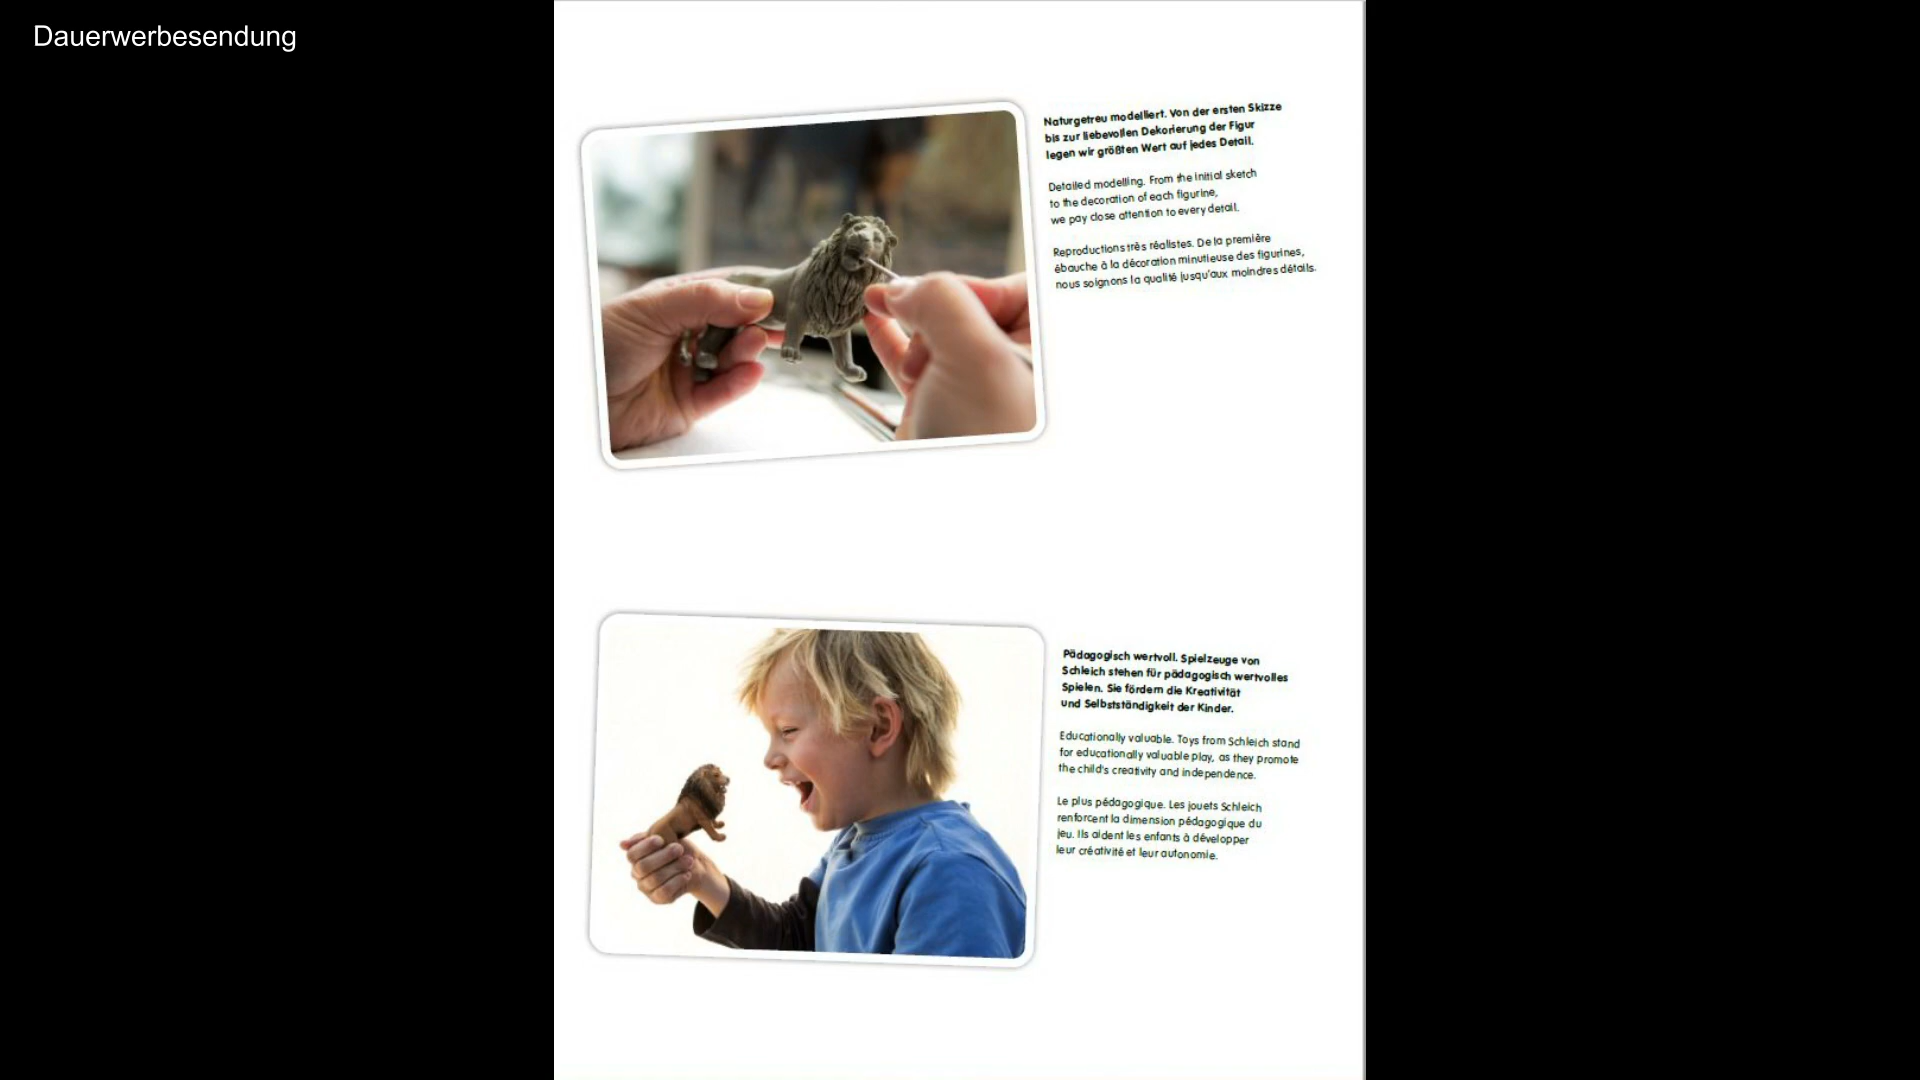 Dauerwerbesendung
Naturgetreu modelliert. Von der ersten Skizze
bis zur liebevollen Dekorierung der Figur
legen wir größten Wert auf jedes Detail.
Detailed modelling. From the initial sketch
to the decoration of each figurine,
we pay close attention to every detail.
Reproductions très réalistes. De la première
ébauche à la décoration minutieuse des figurines,
nous soignons la qualité jusqu'aux moindres détails.
Pädagogisch wertvoll. Spielzeuge von
Schleich stehen für pädagogisch wertvolles
Spielen. Sie fördern die Kreativität
und Selbstständigkeit der Kinder.
Educationally valuable. Toys from Schleich stand
for educationally valuable play, as they promote
the child's creativity and independence.
Le plus pédagogique. Les jouets Schleich
renforcent la dimension pédagogique du
jeu. Ils aident les enfants à développer
leur créativité et leur autonomie.